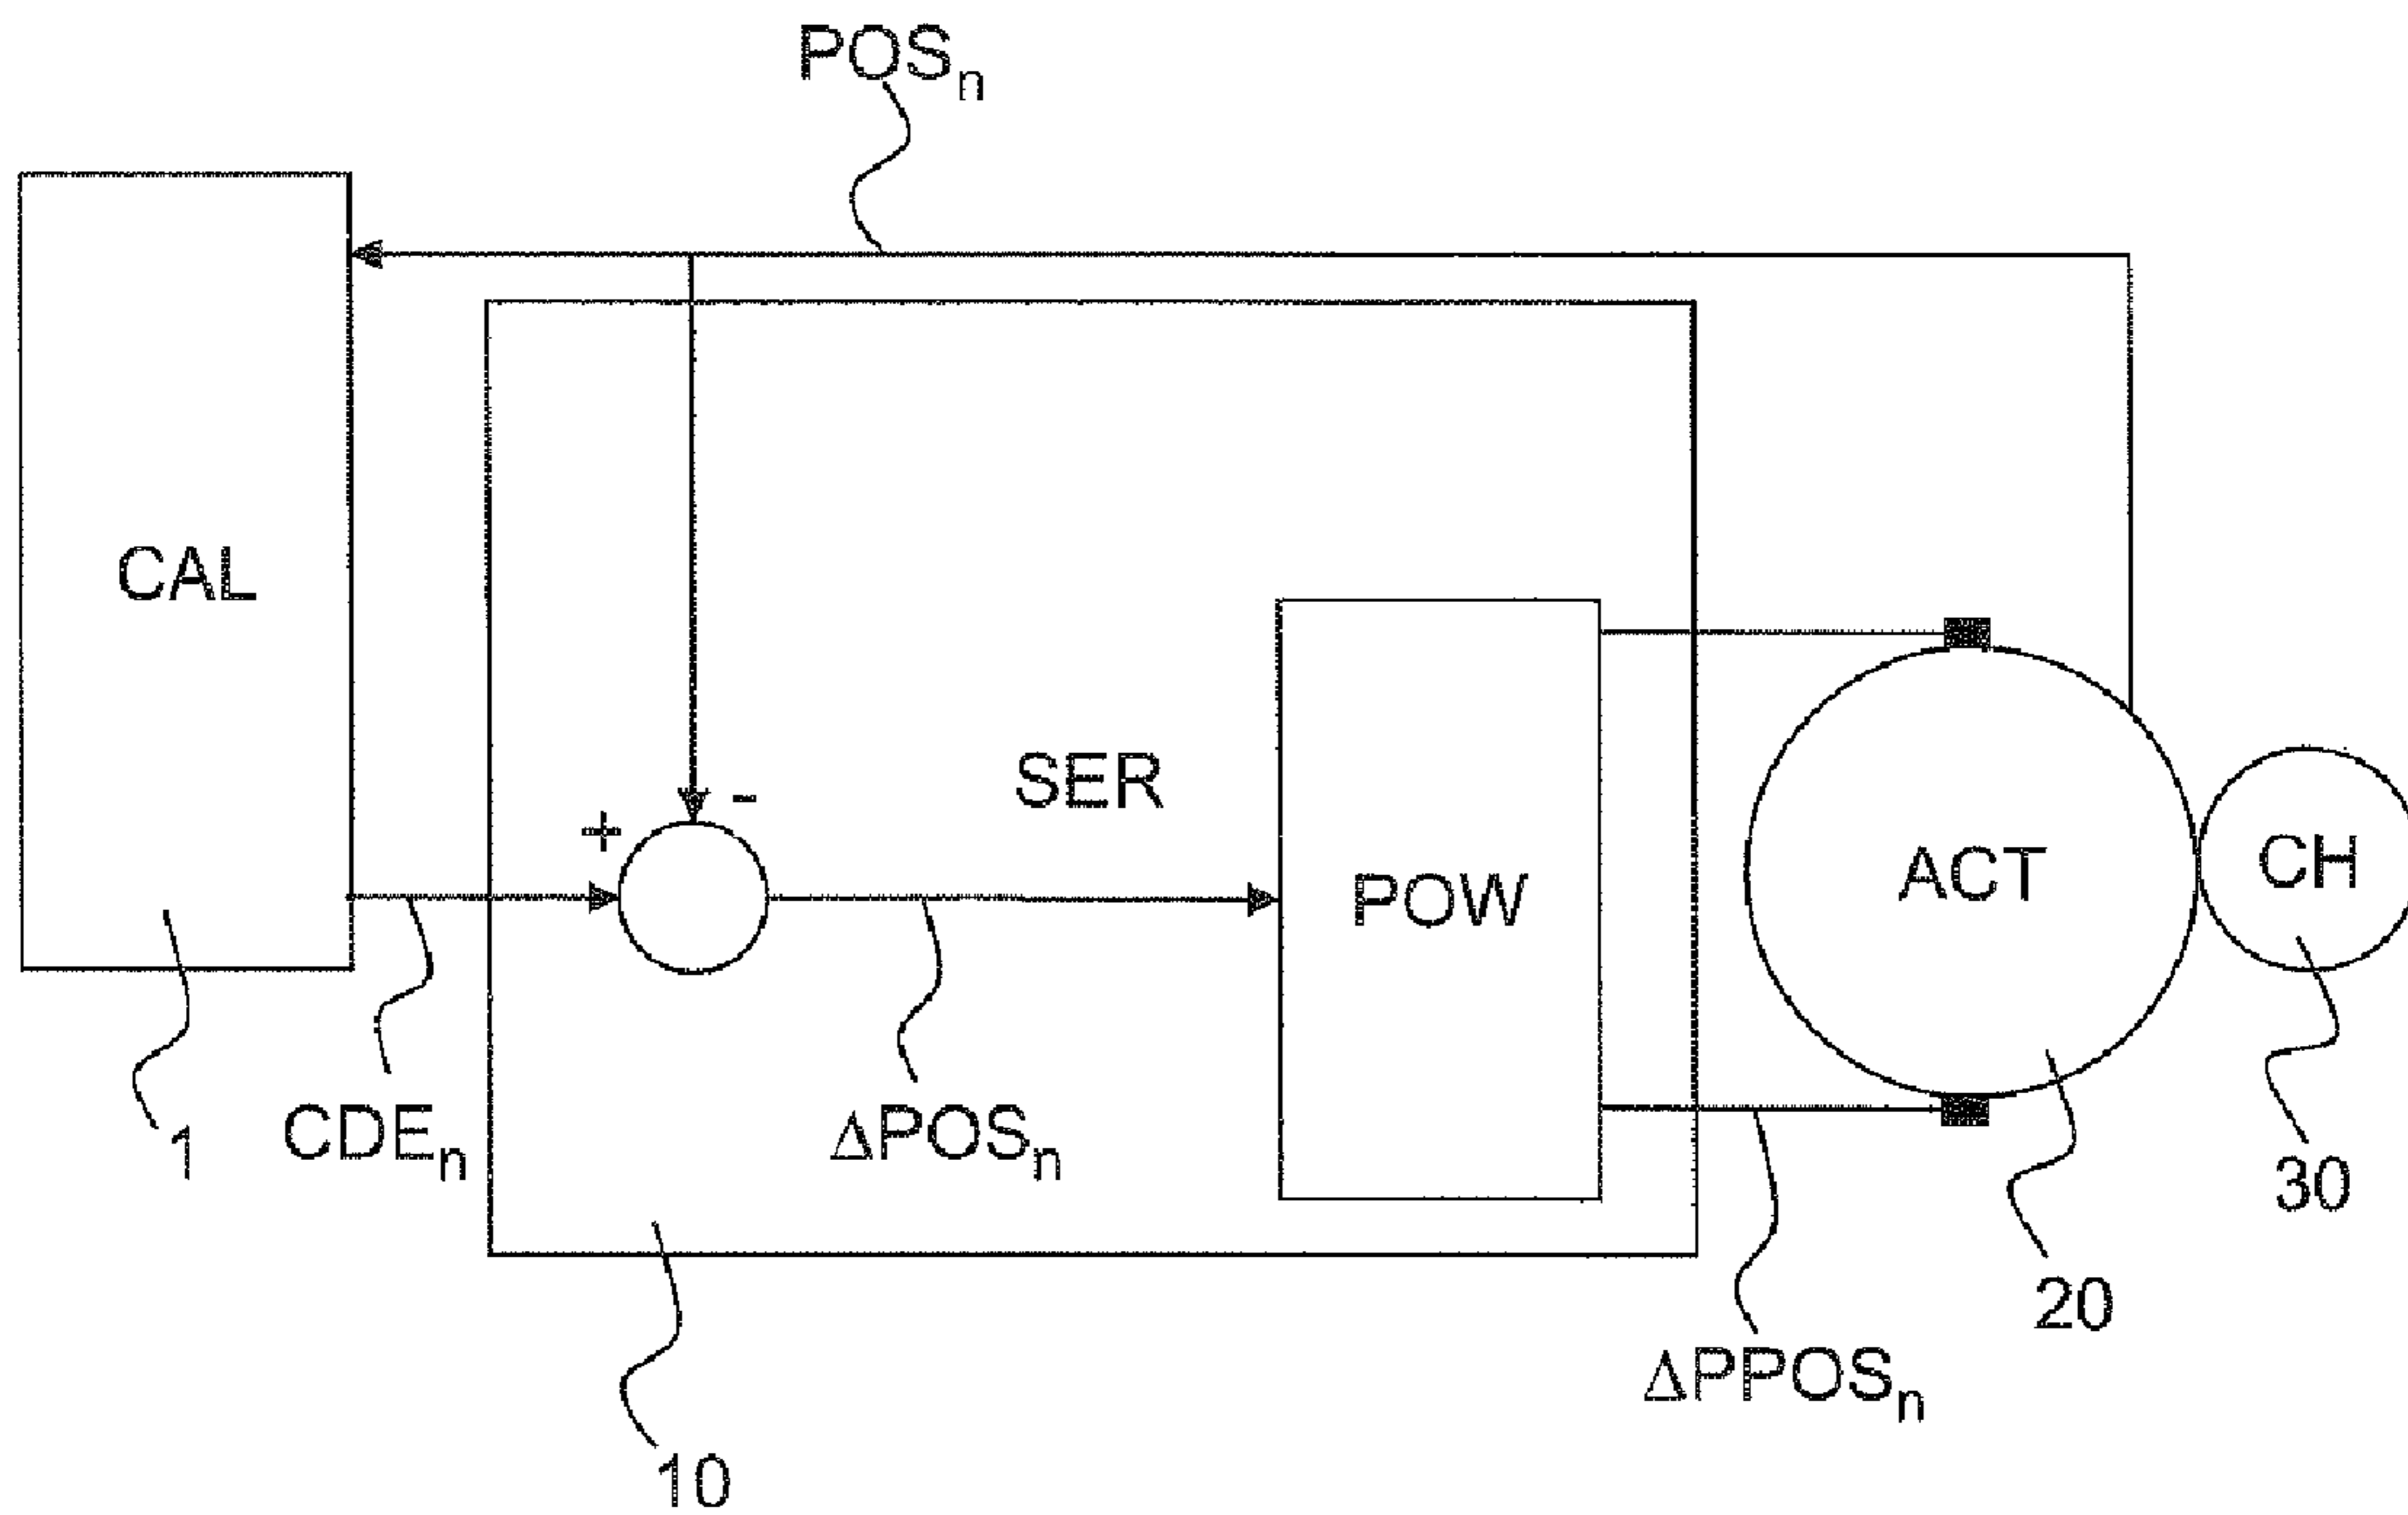 POSn
CAL
SER
+
-
POW
ACT
CH
1
CDEn
ΔPOSn
30
20
ΔPPOSn
10